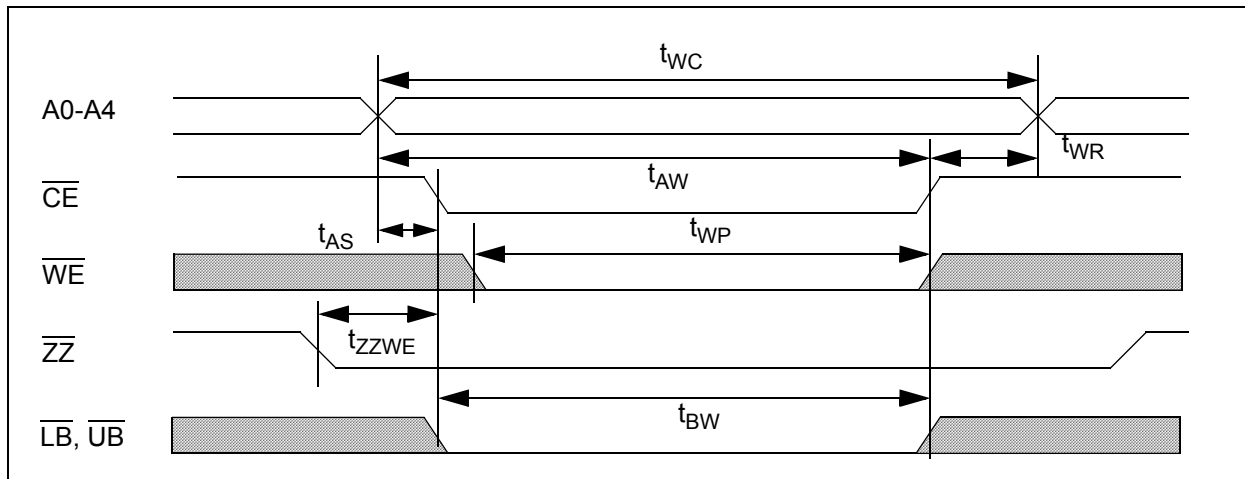 tWC
A0-A4
tWR
tAW
CE
tAS
tWP
WE
ZZ
tZZWE
tBW
LB, UB